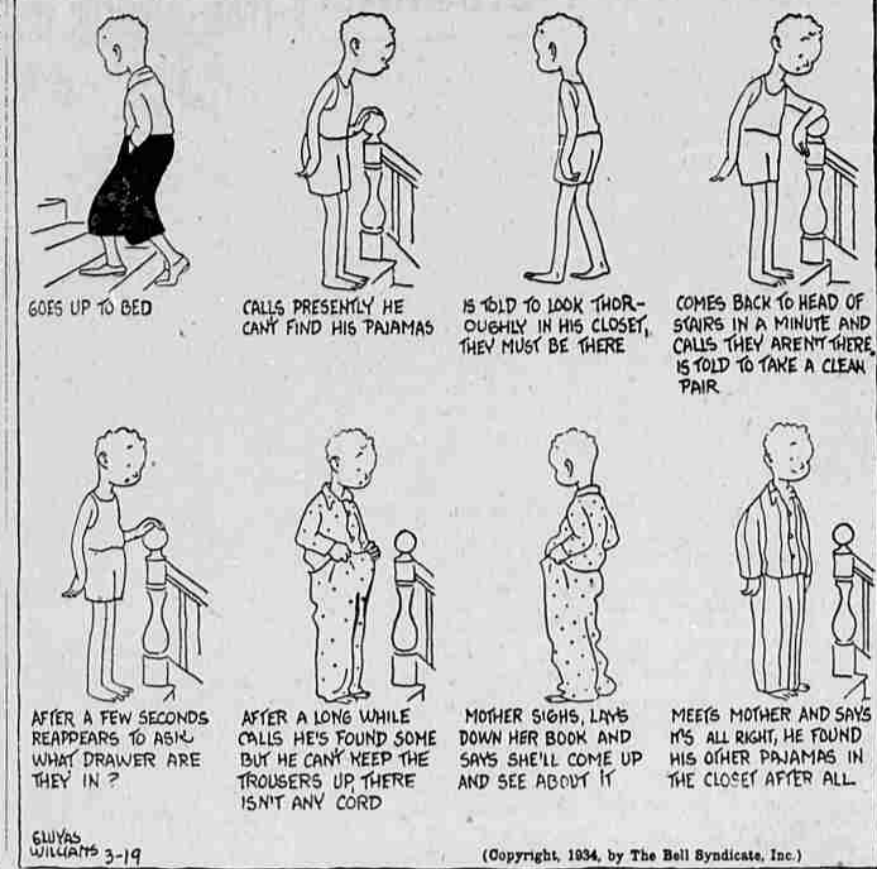 GOES UP TO BED
CALLS PRESENTLY HE
CAN'T FIND HIS PAJAMAS
IS TOLD TO LOOK THOR-
OUGHLY IN HIS CLOSET,
THEY MUST BE THERE
COMES BACK TO HEAD OF
STAIRS IN A MINUTE AND
CALLS THEY AREN'T THERE.
IS TOLD TO TAKE A CLEAN
PAIR
AFTER A FEW SECONDS
REAPPEARS TO ASK
WHAT DRAWER ARE
THEY IN?
AFTER A LONG WHILE
CALLS HE'S FOUND SOME
BUT HE CAN'T KEEP THE
TROUSERS UP, THERE
ISN'T ANY CORD
MOTHER SIGHS, LAYS
DOWN HER BOOK AND
SAYS SHE'LL COME UP
AND SEE ABOUT IT
MEETS MOTHER AND SAYS
IT'S ALL RIGHT, HE FOUND
HIS OTHER PAJAMAS IN
THE CLOSET AFTER ALL.
GLUYAS
WILLIAMS 3-19
(Copyright, 1934, by The Bell Syndicate, Inc.)